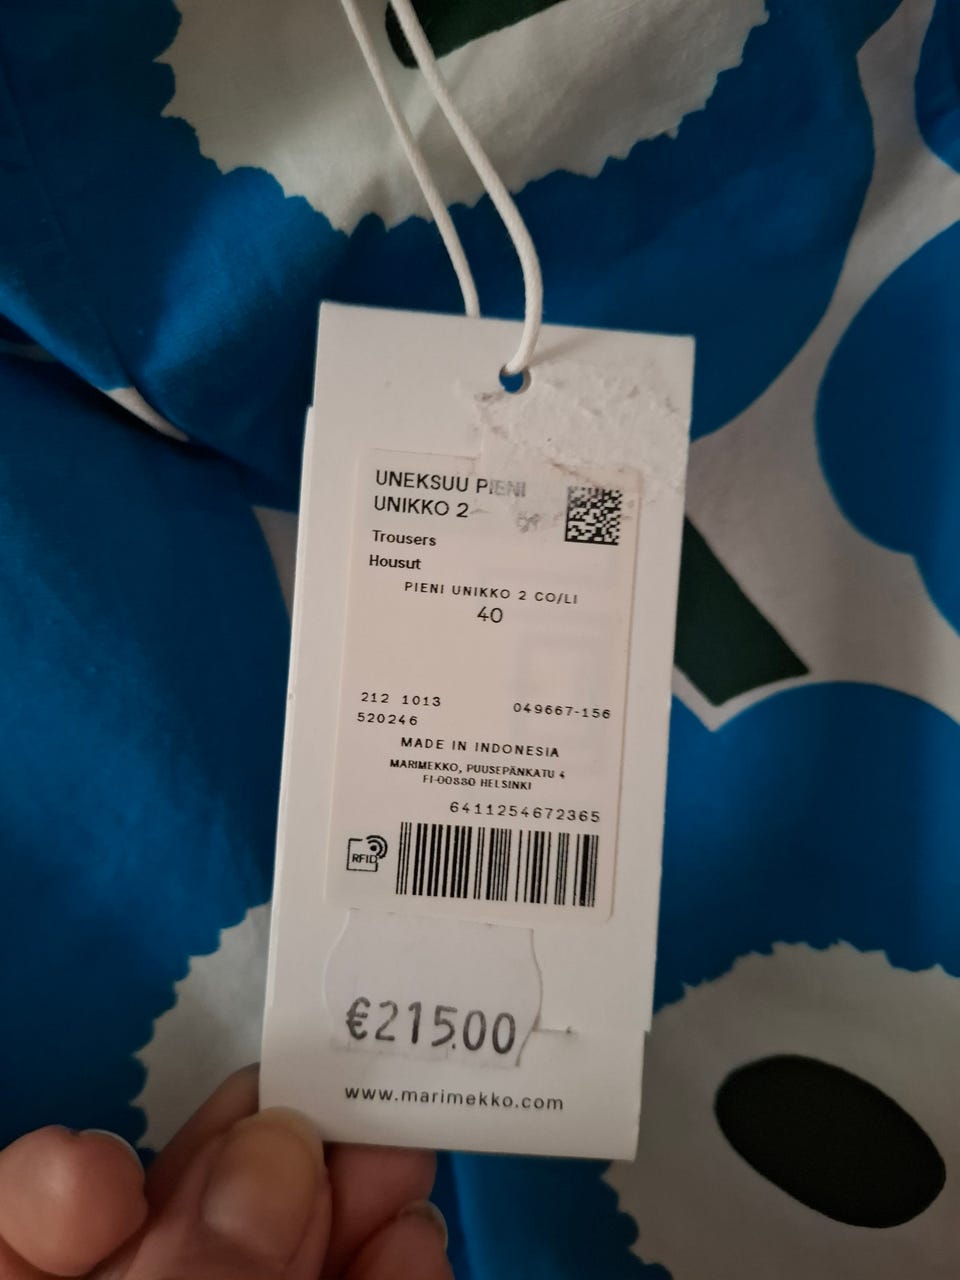 UNEKSUU PIENI
UNIKKO 2
Trousers
Housut
PIENI UNIKKO 2 CO/LI
40
212 1013
049667-156
520246
MADE IN INDONESIA
MARIMEKKO, PUUSEPÄNKATU 4
FI-00880 HELSINKI
6411254672365
RFID
€215.00
www.marimekko.com